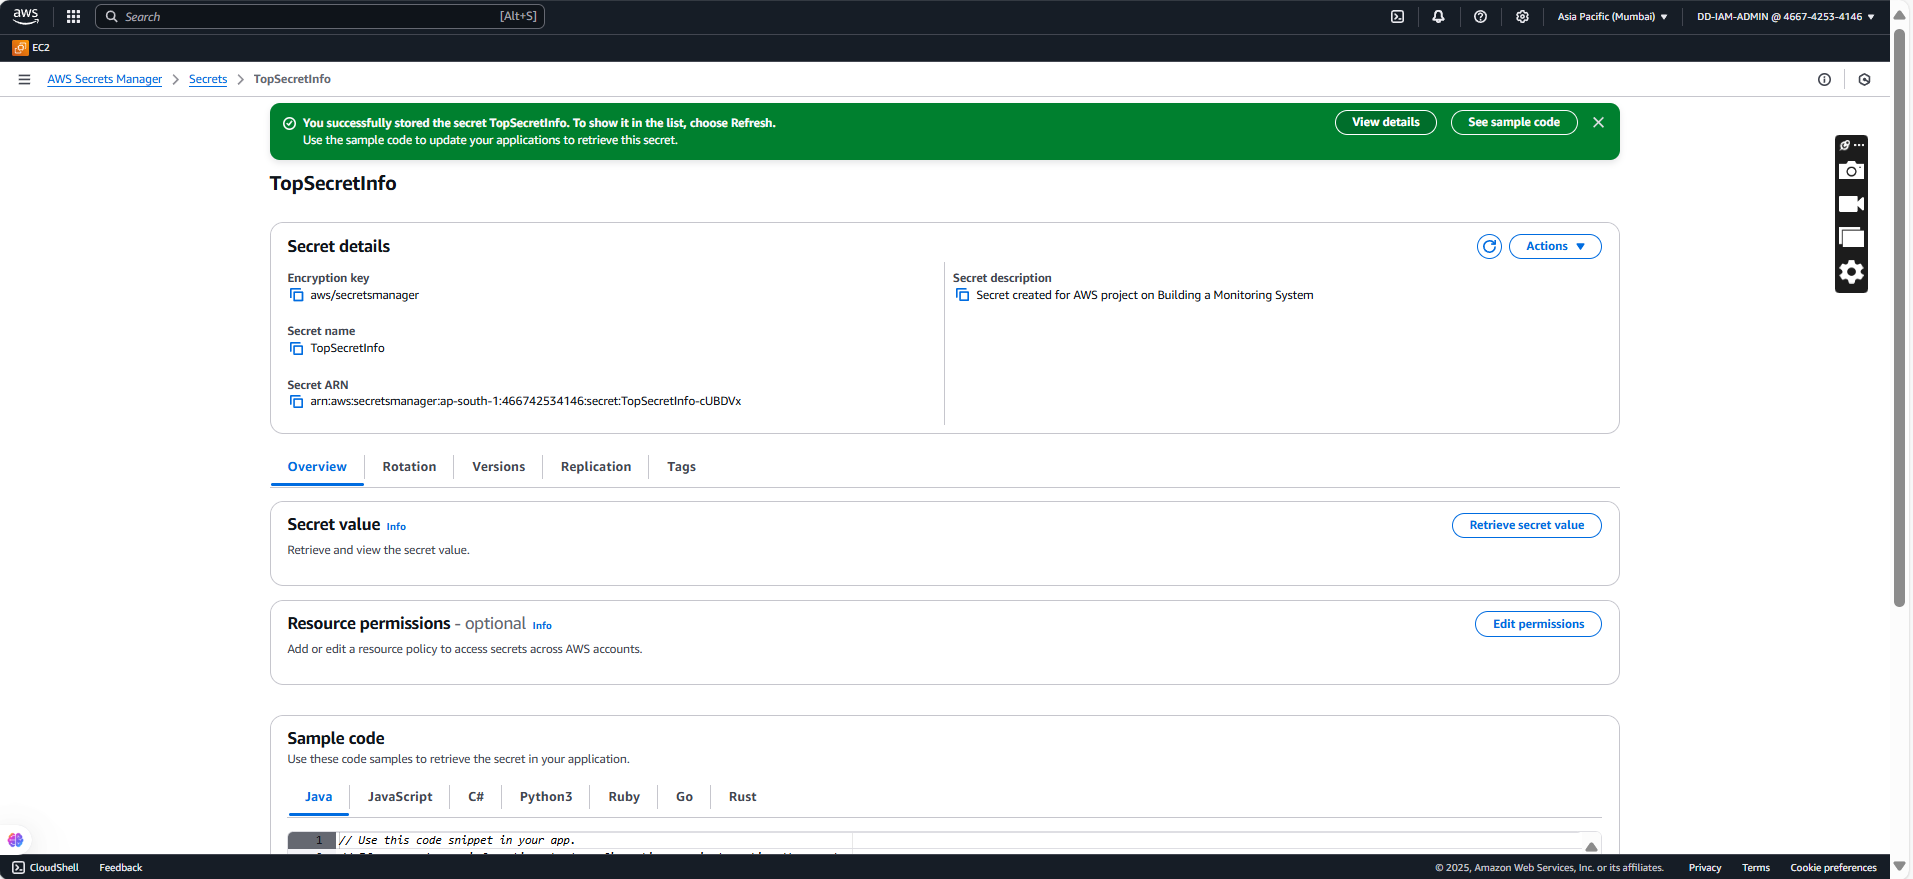 aws
Search
[Alt+S]
Asia Pacific (Mumbai)
DD-IAM-ADMIN @ 4667-4253-4146
EC2
AWS Secrets Manager
Secrets
TopSecretInfo
You successfully stored the secret TopSecretInfo. To show it in the list, choose Refresh.
Use the sample code to update your applications to retrieve this secret.
View details
See sample code
TopSecretInfo
Secret details
Actions
Encryption key
aws/secretsmanager
Secret description
Secret created for AWS project on Building a Monitoring System
Secret name
TopSecretInfo
Secret ARN
arn:aws:secretsmanager:ap-south-1:466742534146:secret:TopSecretInfo-cUBDVx
Overview
Rotation
Versions
Replication
Tags
Secret value Info
Retrieve and view the secret value.
Retrieve secret value
Resource permissions - optional Info
Add or edit a resource policy to access secrets across AWS accounts.
Edit permissions
Sample code
Use these code samples to retrieve the secret in your application.
Java
JavaScript
C#
Python3
Ruby
Go
Rust
1 // Use this code snippet in your app.
CloudShell
Feedback
© 2025, Amazon Web Services, Inc. or its affiliates.
Privacy
Terms
Cookie preferences